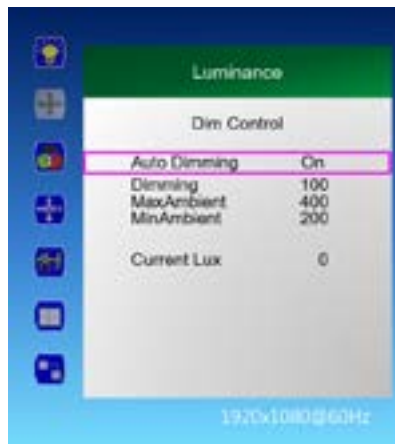 Luminance
Dim Control
Auto Dimming On
Dimming 100
MaxAmbient 400
MinAmbient 200
Current Lux 0
1920x1080@60Hz